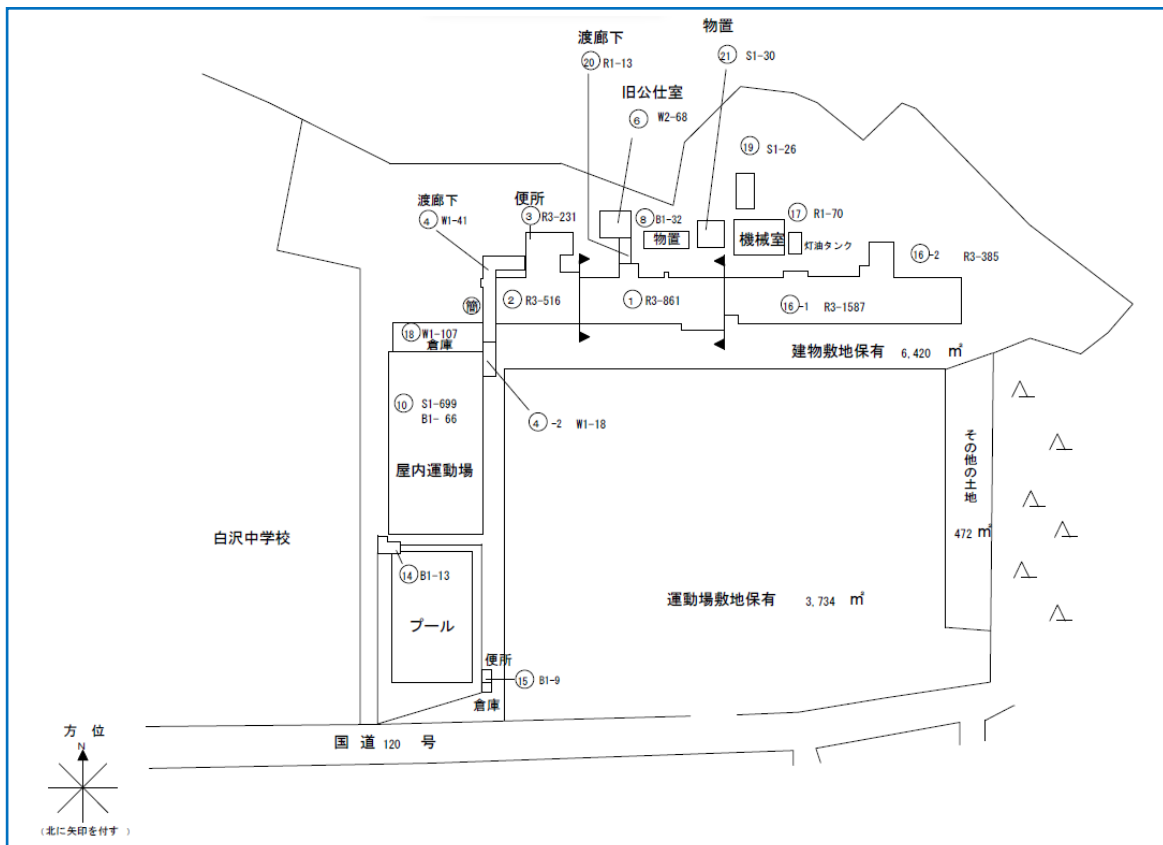 物置
㉑ S1-30
渡廊下
⑳ R1-13
旧公仕室
⑥ W2-68
⑲ S1-26
便所
③ R3-231
渡廊下
④ W1-41
⑧ B1-32
物置
機械室
⑰ R1-70
灯油タンク
⑯-2 R3-385
簡
② R3-516
① R3-861
⑯-1 R3-1587
⑱ W1-107
倉庫
建物敷地保有 6,420 ㎡
⑩ S1-699
B1- 66
④-2 W1-18
屋内運動場
その他の土地
472 ㎡
白沢中学校
⑭ B1-13
運動場敷地保有 3,734 ㎡
プール
便所
⑮ B1-9
倉庫
国道 120 号
方 位
N
(北に矢印を付す )